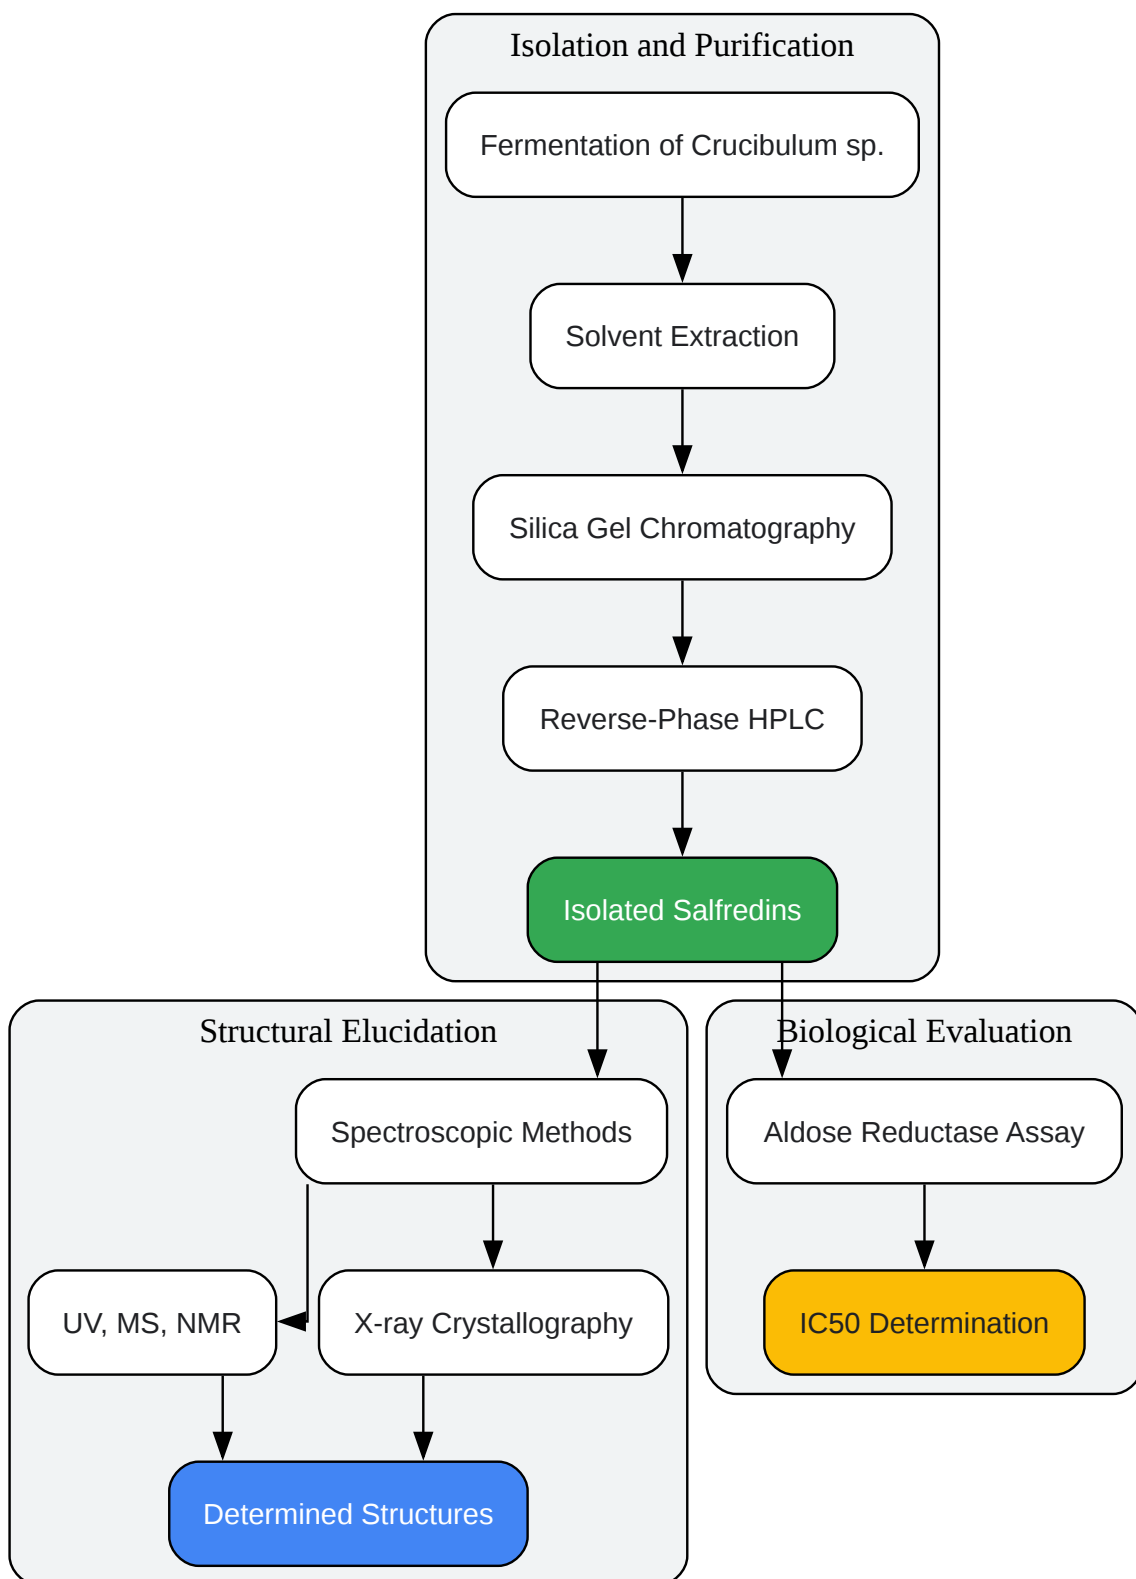 Isolation and Purification
Fermentation of Crucibulum sp.
Solvent Extraction
Silica Gel Chromatography
Reverse-Phase HPLC
Isolated Salfredins
Structural Elucidation
Spectroscopic Methods
UV, MS, NMR
X-ray Crystallography
Determined Structures
Biological Evaluation
Aldose Reductase Assay
IC50 Determination